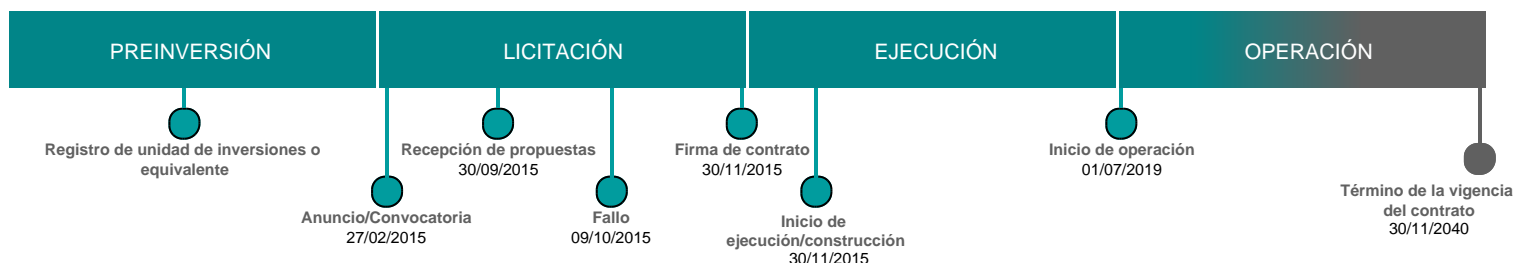 PREINVERSIÓN
LICITACIÓN
EJECUCIÓN
OPERACIÓN
Registro de unidad de inversiones o
equivalente
Anuncio/Convocatoria
27/02/2015
Recepción de propuestas
30/09/2015
Fallo
09/10/2015
Firma de contrato
30/11/2015
Inicio de
ejecución/construcción
30/11/2015
Inicio de operación
01/07/2019
Término de la vigencia
del contrato
30/11/2040